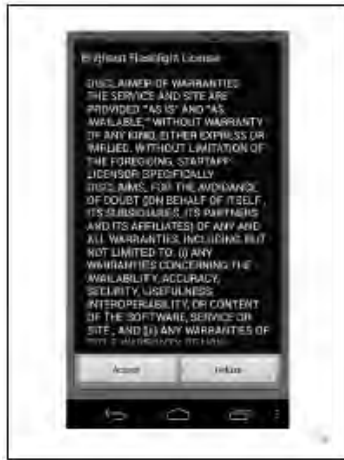 Brightest Flashlight License
DISCLAIMER OF WARRANTIES
THE SERVICE AND SITE ARE
PROVIDED "AS IS" AND "AS
AVAILABLE," WITHOUT WARRANTY
OF ANY KIND, EITHER EXPRESS OR
IMPLIED. WITHOUT LIMITATION OF
THE FOREGOING, STARTAPP
LICENSOR SPECIFICALLY
DISCLAIMS, FOR THE AVOIDANCE
OF DOUBT (ON BEHALF OF ITSELF,
ITS SUBSIDIARIES, ITS PARTNERS
AND ITS AFFILIATES) OF ANY AND
ALL WARRANTIES, INCLUDING BUT
NOT LIMITED TO, (i) ANY
WARRANTIES CONCERNING THE
AVAILABILITY, ACCURACY,
SECURITY, USEFULNESS,
INTEROPERABILITY, OR CONTENT
OF THE SOFTWARE, SERVICE OR
SITE, AND (ii) ANY WARRANTIES OF
Accept Refuse